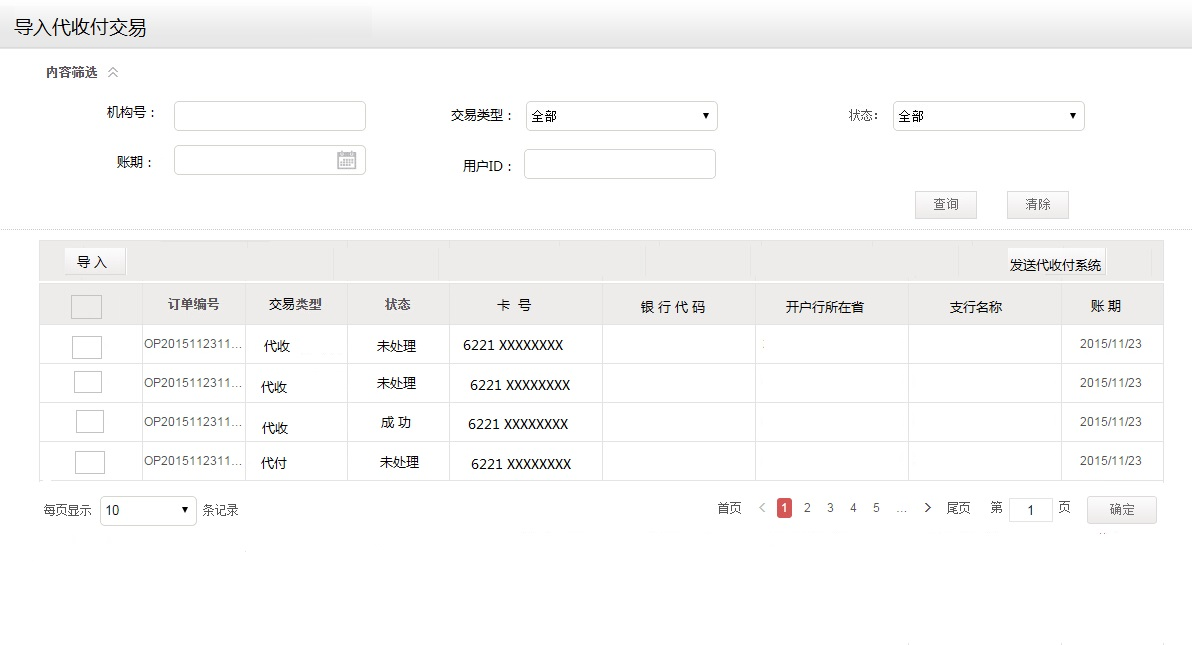 导入代收付交易
内容筛选
机构号： 交易类型： 全部 状态： 全部
账期： 用户ID：
查询 清除
导 入 发送代收付系统
订单编号 交易类型 状态 卡 号 银 行 代 码 开户行所在省 支行名称 账 期
OP2015112311... 代收 未处理 6221 XXXXXXXX 2015/11/23
OP2015112311... 代收 未处理 6221 XXXXXXXX 2015/11/23
OP2015112311... 代收 成 功 6221 XXXXXXXX 2015/11/23
OP2015112311... 代付 未处理 6221 XXXXXXXX 2015/11/23
每页显示 10 条记录 首页 < 1 2 3 4 5 ... > 尾页 第 1 页 确定